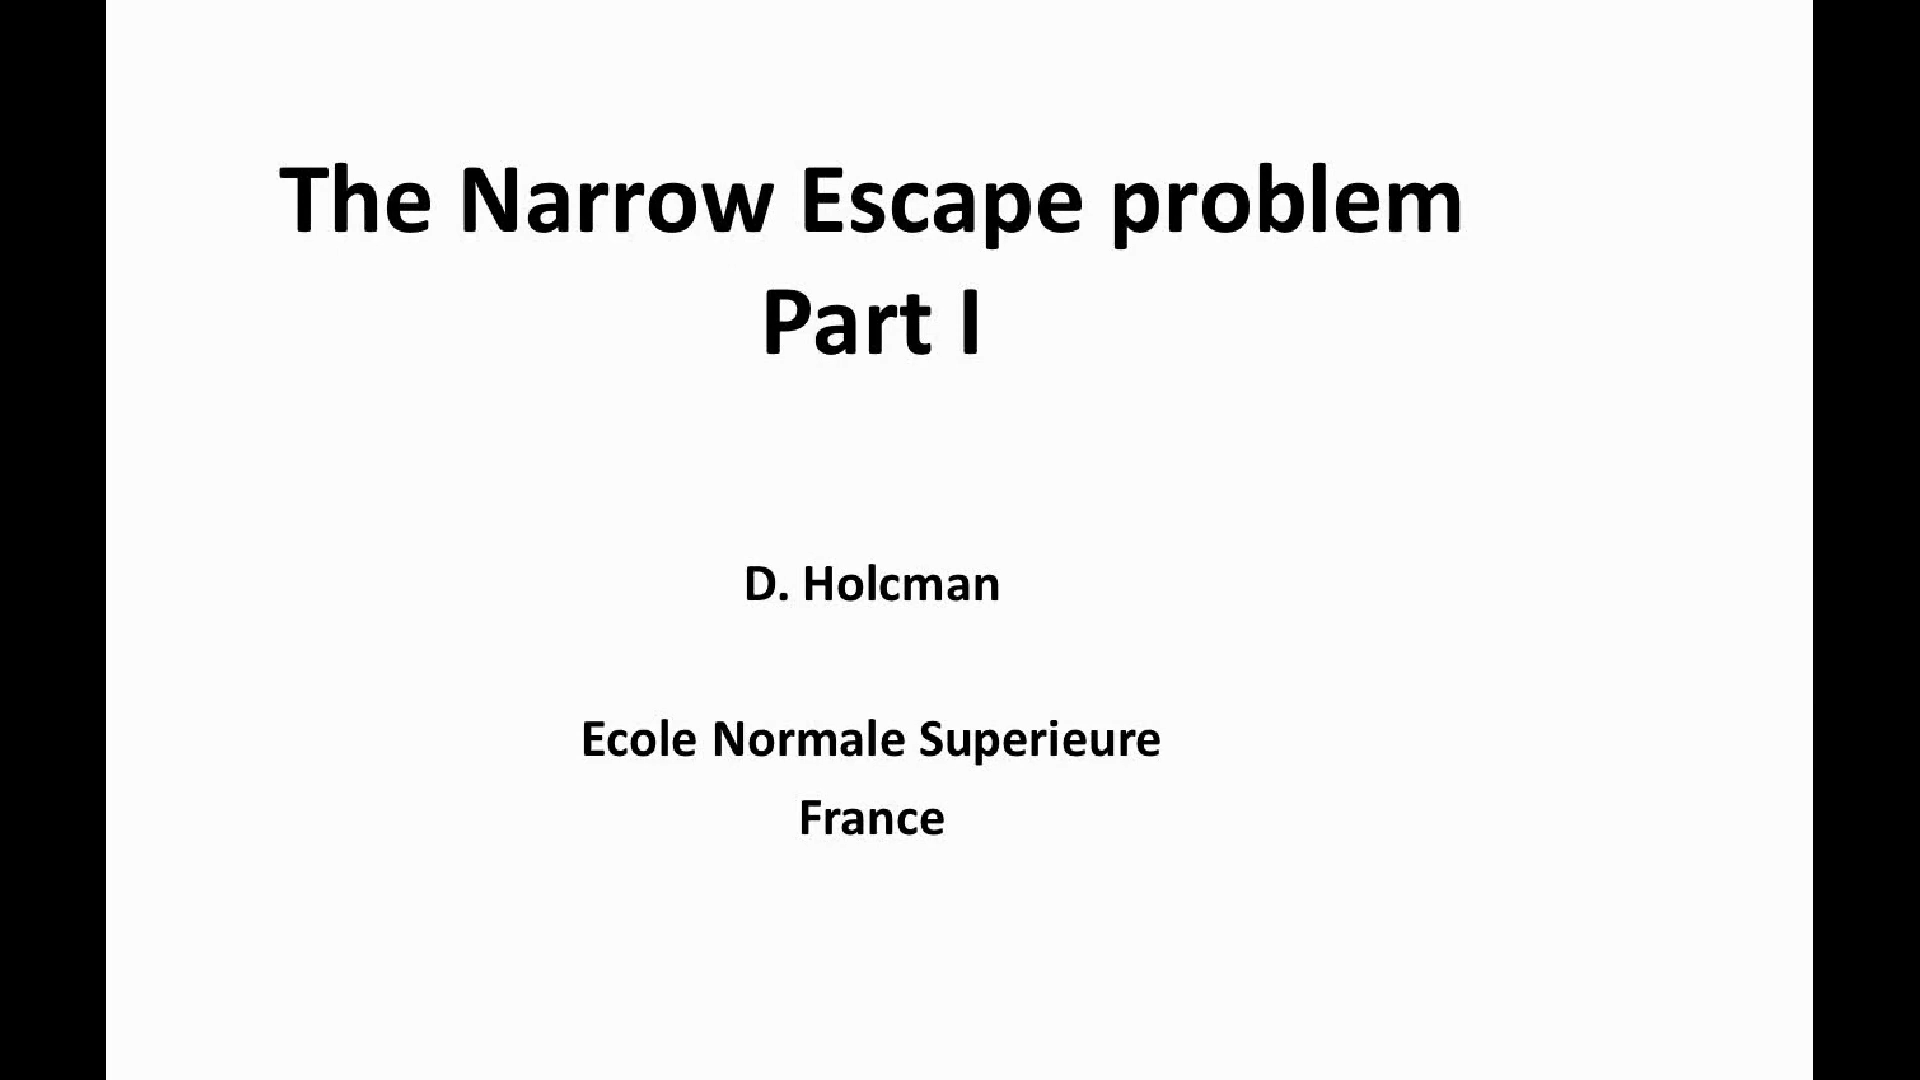 The Narrow Escape problem
Part I
D. Holcman
Ecole Normale Superieure
France